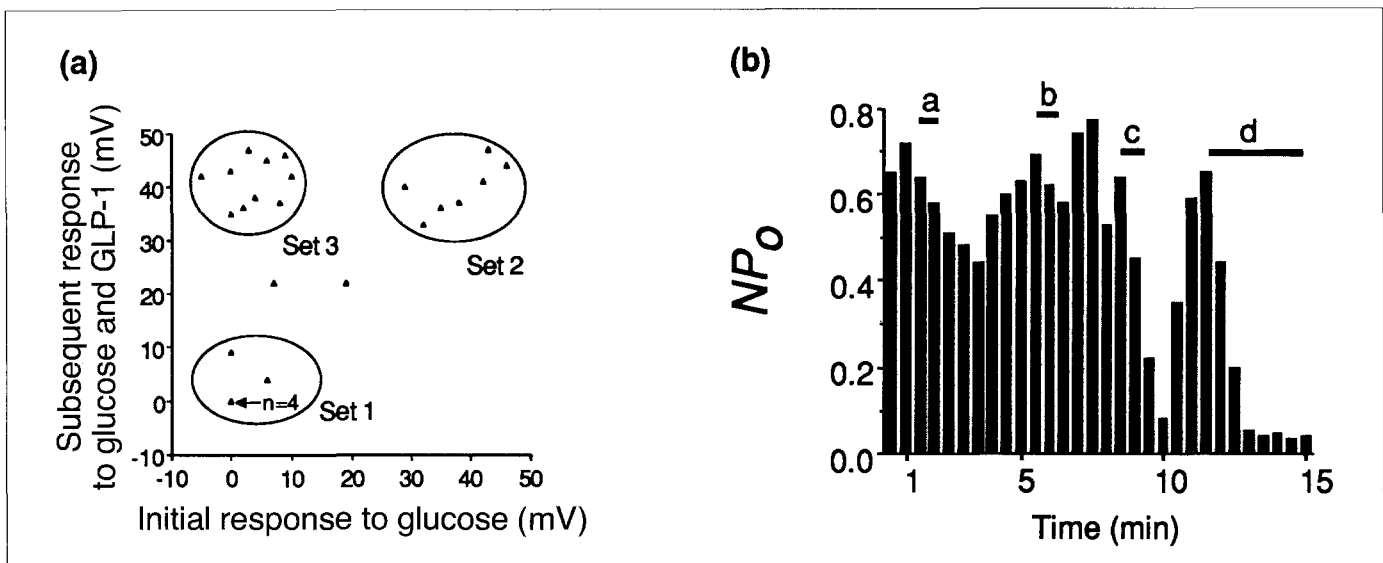 (a)
Subsequent response
to glucose and GLP-1 (mV)
50
40
30
20
10
0
-10
-10 0 10 20 30 40 50
Set 3
Set 2
n=4
Set 1
Initial response to glucose (mV)
(b)
NPO
0.8
0.6
0.4
0.2
0.0
a
b
c
d
1 5 10 15
Time (min)